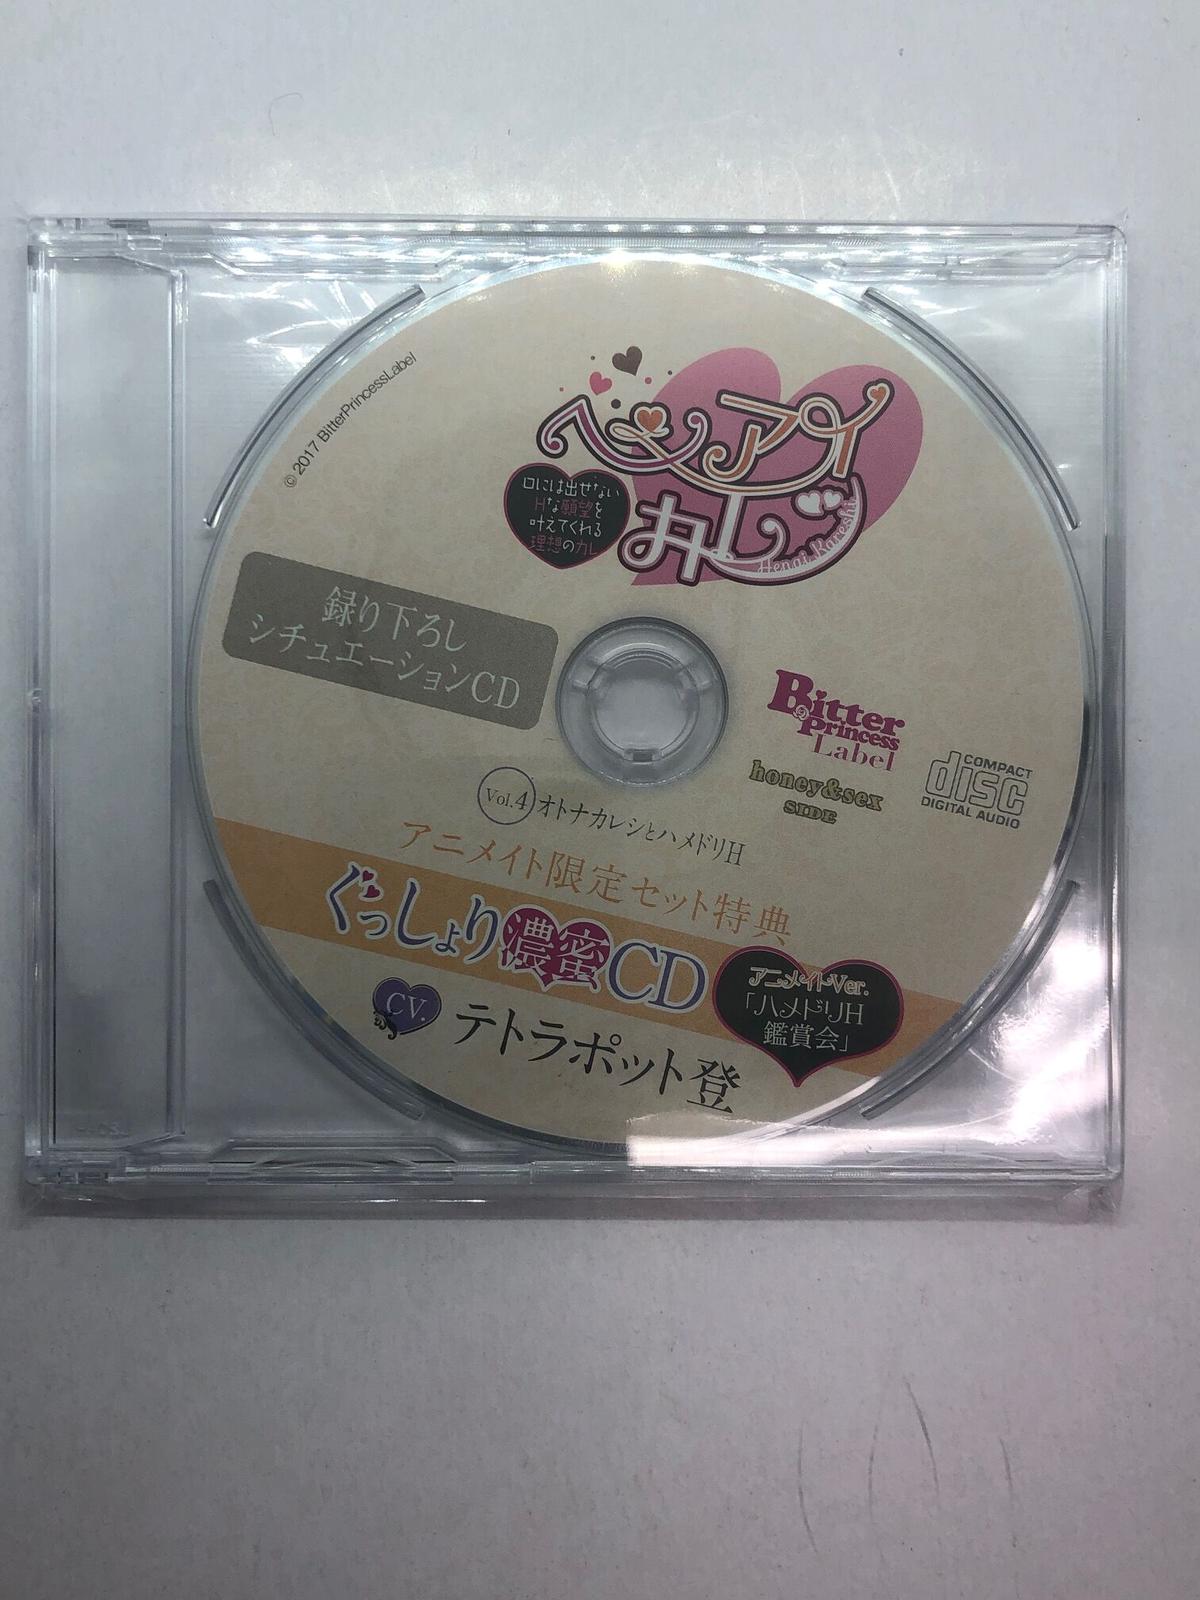 © 2017 BitterPrincessLabel
ヘンアイ
カレシ
Henai Kareshi
口には出せない
Hな願望を
叶えてくれる
理想のカレ
録り下ろし
シチュエーションCD
Bitter
Princess
Label
honey&sex
SIDE
COMPACT
disc
DIGITAL AUDIO
Vol.4 オトナカレシとハメドリH
アニメイト限定セット特典
ぐっしょり濃蜜CD
アニメイトVer.
「ハメドリH
鑑賞会」
CV. テトラポット登